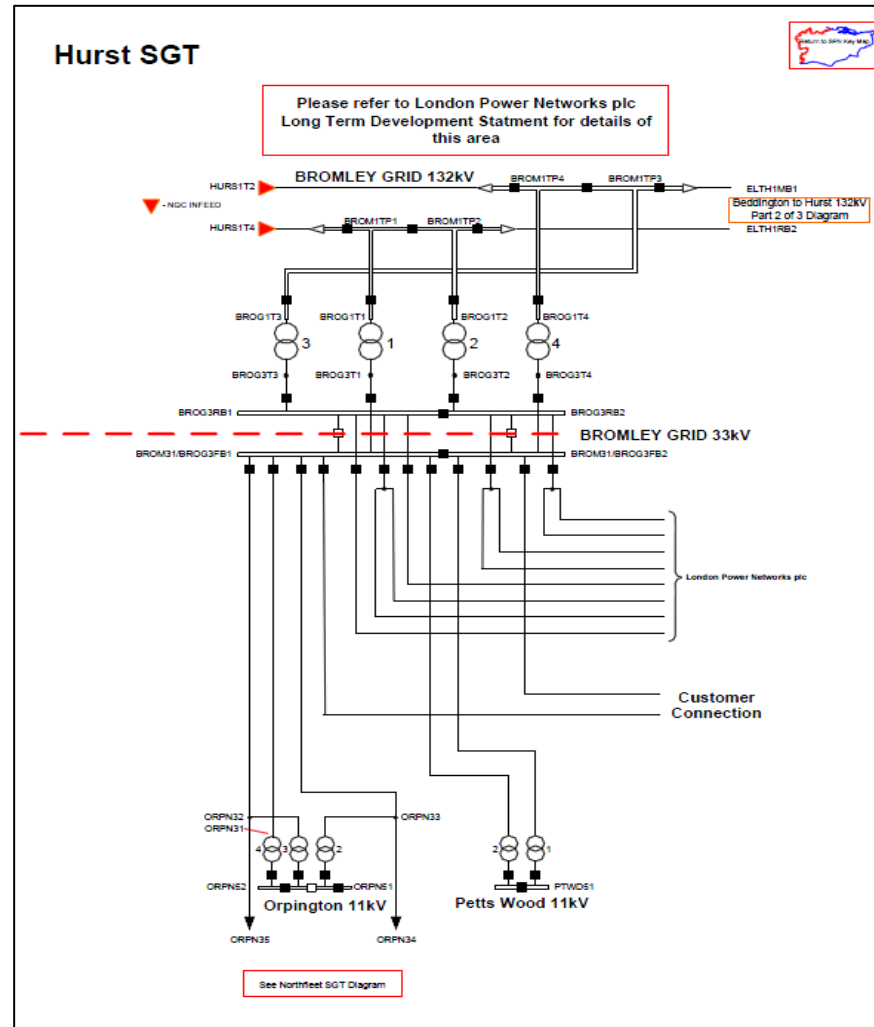 Hurst SGT
Return to SPN Key Map
Please refer to London Power Networks plc
Long Term Development Statment for details of
this area
BROMLEY GRID 132kV
BROM1TP4
BROM1TP3
HURS1T2
ELTH1MB1
- NGC INFEED
Beddington to Hurst 132kV
Part 2 of 3 Diagram
BROM1TP1
BROM1TP2
HURS1T4
ELTH1RB2
BROG1T3
BROG1T1
BROG1T2
BROG1T4
3
1
2
4
BROG3T3
BROG3T1
BROG3T2
BROG3T4
BROG3RB1
BROG3RB2
BROMLEY GRID 33kV
BROM31/BROG3FB1
BROM31/BROG3FB2
London Power Networks plc
Customer
Connection
ORPN32
ORPN33
ORPN31
4
3
2
2
1
ORPN52
ORPN51
PTWD51
Orpington 11kV
Petts Wood 11kV
ORPN35
ORPN34
See Northfleet SGT Diagram